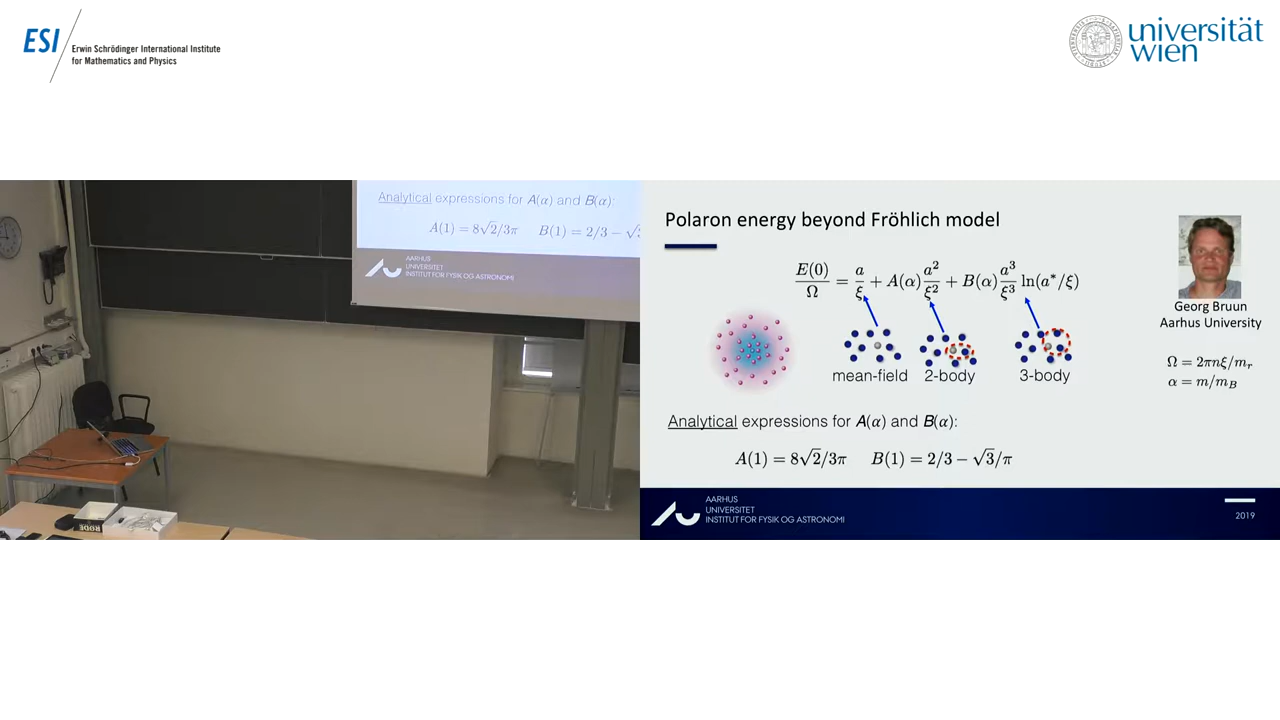 ESI
Erwin Schrödinger International Institute
for Mathematics and Physics
universität
wien
Analytical expressions for A(α) and B(α):
A(1) = 8√2/3π B(1) = 2/3 − √
AARHUS
UNIVERSITET
INSTITUT FOR FYSIK OG ASTRONOMI
RØDE
Polaron energy beyond Fröhlich model
E(0)/Ω = a/ξ + A(α) a²/ξ² + B(α) a³/ξ³ ln(a*/ξ)
Georg Bruun
Aarhus University
mean-field 2-body 3-body
Ω = 2πnξ/mᵣ
α = m/m_B
Analytical expressions for A(α) and B(α):
A(1) = 8√2/3π B(1) = 2/3 − √3/π
AARHUS
UNIVERSITET
INSTITUT FOR FYSIK OG ASTRONOMI
2019